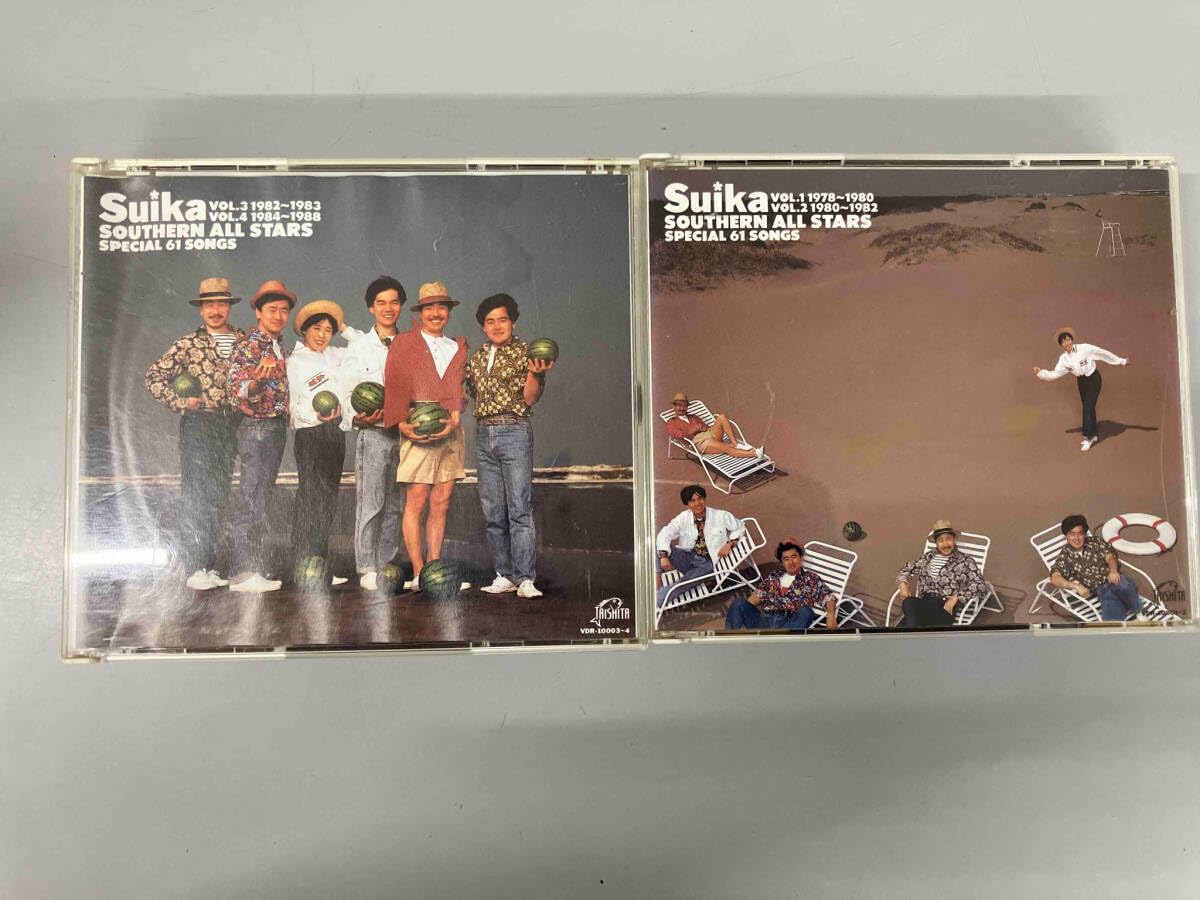 Suika VOL.3 1982~1983
VOL.4 1984~1988
SOUTHERN ALL STARS
SPECIAL 61 SONGS
TAISHITA
VDR-10003~4
Suika VOL.1 1978~1980
VOL.2 1980~1982
SOUTHERN ALL STARS
SPECIAL 61 SONGS
TAISHITA